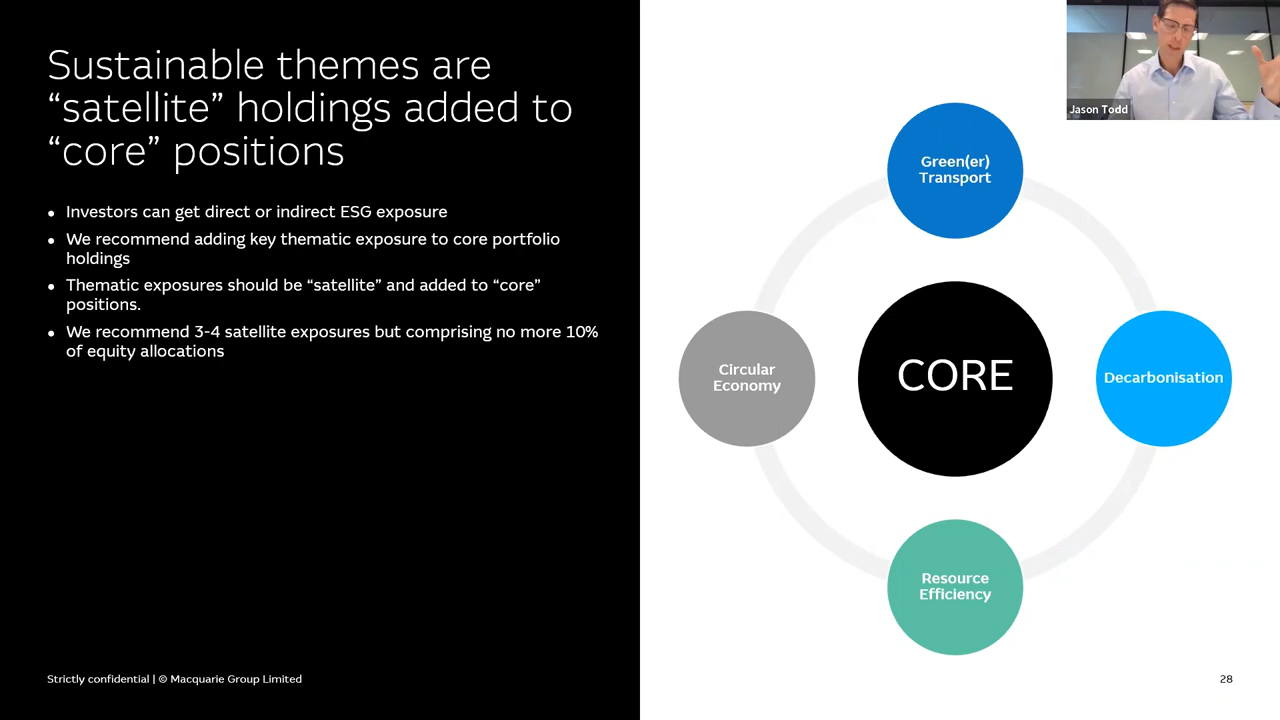 Sustainable themes are
“satellite” holdings added to
“core” positions
• Investors can get direct or indirect ESG exposure
• We recommend adding key thematic exposure to core portfolio
holdings
• Thematic exposures should be “satellite” and added to “core”
positions.
• We recommend 3-4 satellite exposures but comprising no more 10%
of equity allocations
Strictly confidential | © Macquarie Group Limited
Jason Todd
Green(er)
Transport
Circular
Economy
CORE
Decarbonisation
Resource
Efficiency
28